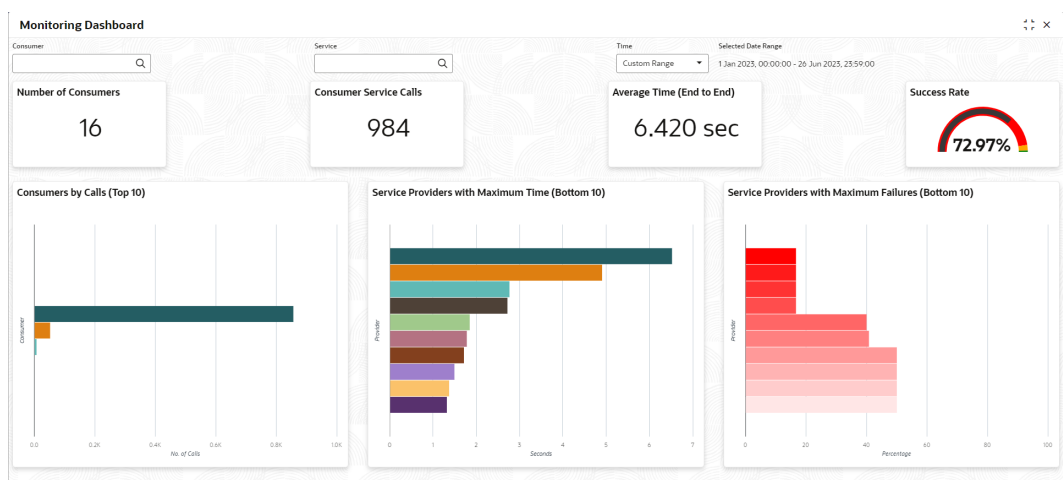 Monitoring Dashboard
Consumer
Service
Time
Selected Date Range
Custom Range
1 Jan 2023, 00:00:00 - 26 Jun 2023, 23:59:00
Number of Consumers
16
Consumer Service Calls
984
Average Time (End to End)
6.420 sec
Success Rate
72.97%
Consumers by Calls (Top 10)
Consumer
0.0 0.2K 0.4K 0.6K 0.8K 1.0K
No. of Calls
Service Providers with Maximum Time (Bottom 10)
Provider
0 1 2 3 4 5 6 7
Seconds
Service Providers with Maximum Failures (Bottom 10)
Provider
0 20 40 60 80 100
Percentage